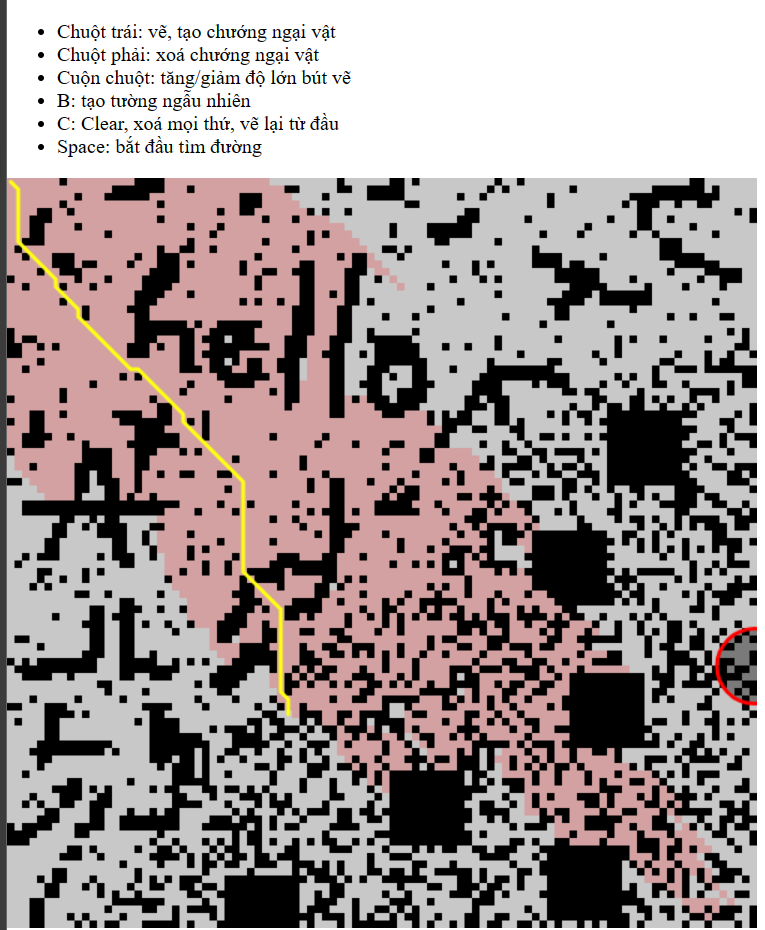 Chuột trái: vẽ, tạo chướng ngại vật
Chuột phải: xoá chướng ngại vật
Cuộn chuột: tăng/giảm độ lớn bút vẽ
B: tạo tường ngẫu nhiên
C: Clear, xoá mọi thứ, vẽ lại từ đầu
Space: bắt đầu tìm đường